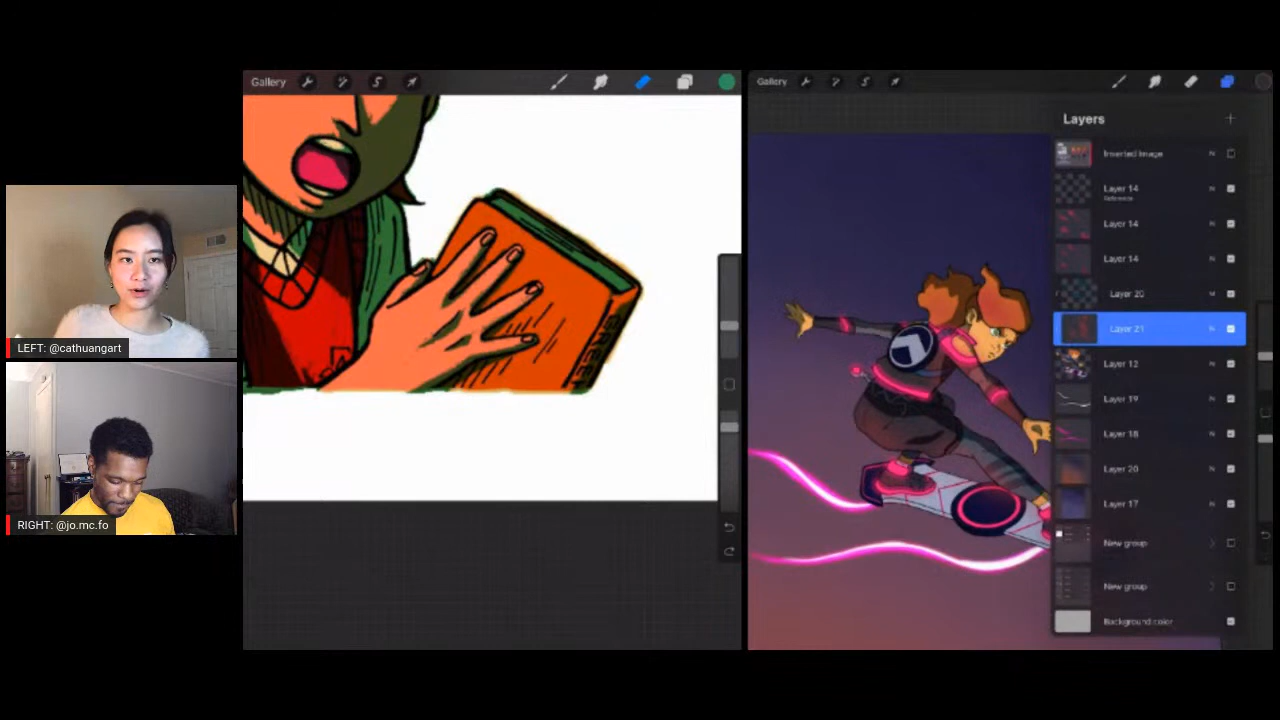 LEFT: @cathuangart
RIGHT: @jo.mc.fo
Gallery
Gallery
Layers
Inserted Image N
Layer 14 N
Reference
Layer 14 N
Layer 14 N
Layer 20 M
Layer 21 N
Layer 12 N
Layer 19 N
Layer 18 N
Layer 20 N
Layer 17 N
New group
New group
Background color